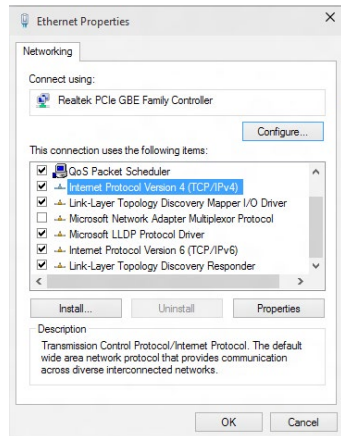 Ethernet Properties
Networking
Connect using:
Realtek PCIe GBE Family Controller
Configure...
This connection uses the following items:
QoS Packet Scheduler
Internet Protocol Version 4 (TCP/IPv4)
Link-Layer Topology Discovery Mapper I/O Driver
Microsoft Network Adapter Multiplexor Protocol
Microsoft LLDP Protocol Driver
Internet Protocol Version 6 (TCP/IPv6)
Link-Layer Topology Discovery Responder
Install... Uninstall Properties
Description
Transmission Control Protocol/Internet Protocol. The default
wide area network protocol that provides communication
across diverse interconnected networks.
OK Cancel